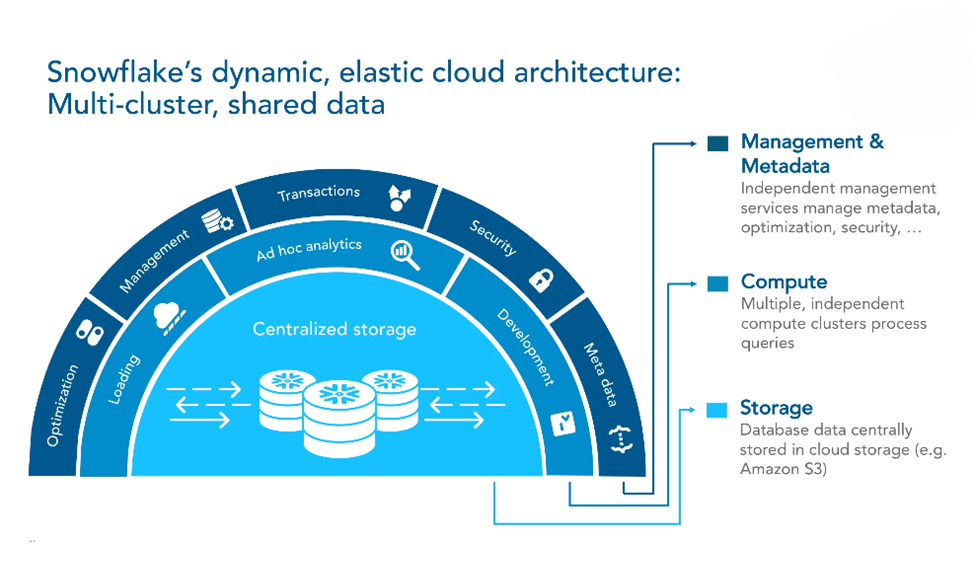 Snowflake's dynamic, elastic cloud architecture:
Multi-cluster, shared data
Optimization
Management
Transactions
Security
Meta data
Loading
Ad hoc analytics
Development
Centralized storage
Management &
Metadata
Independent management
services manage metadata,
optimization, security, …
Compute
Multiple, independent
compute clusters process
queries
Storage
Database data centrally
stored in cloud storage (e.g.
Amazon S3)
..